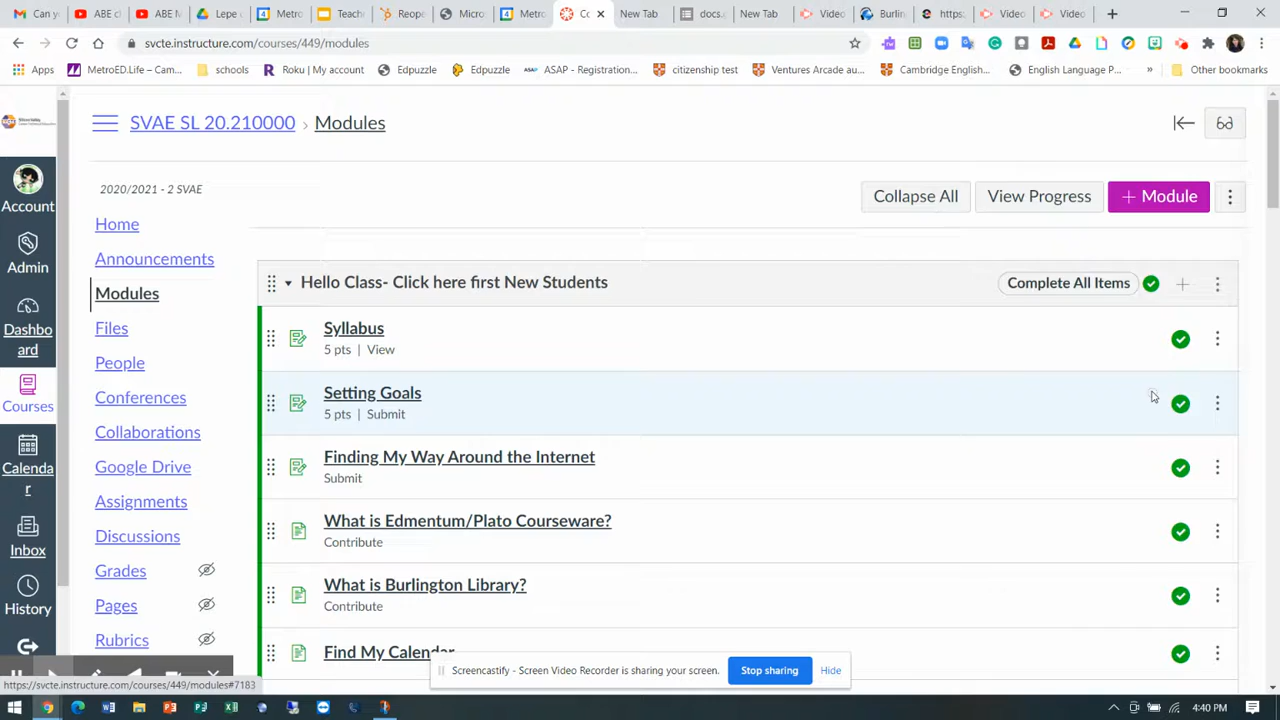 Can yo
ABE
ABE M
Lepe
Metro
Teach
Reope
Micro
Metro
Co
New Tab
docs.g
New Tab
Video
Burlin
https:
Video
Video
svcte.instructure.com/courses/449/modules
Apps
MetroED.Life – Cam...
schools
Roku | My account
Edpuzzle
Edpuzzle
ASAP - Registration...
citizenship test
Ventures Arcade au...
Cambridge English...
English Language P...
Other bookmarks
SVAE SL 20.210000 › Modules
2020/2021 - 2 SVAE
Collapse All
View Progress
+ Module
Account
Admin
Dashbo
ard
Courses
Calenda
r
Inbox
History
Home
Announcements
Modules
Files
People
Conferences
Collaborations
Google Drive
Assignments
Discussions
Grades
Pages
Rubrics
Hello Class- Click here first New Students
Complete All Items
Syllabus
5 pts | View
Setting Goals
5 pts | Submit
Finding My Way Around the Internet
Submit
What is Edmentum/Plato Courseware?
Contribute
What is Burlington Library?
Contribute
Find My Calendar
Screencastify - Screen Video Recorder is sharing your screen.
Stop sharing
Hide
https://svcte.instructure.com/courses/449/modules#7183
4:40 PM